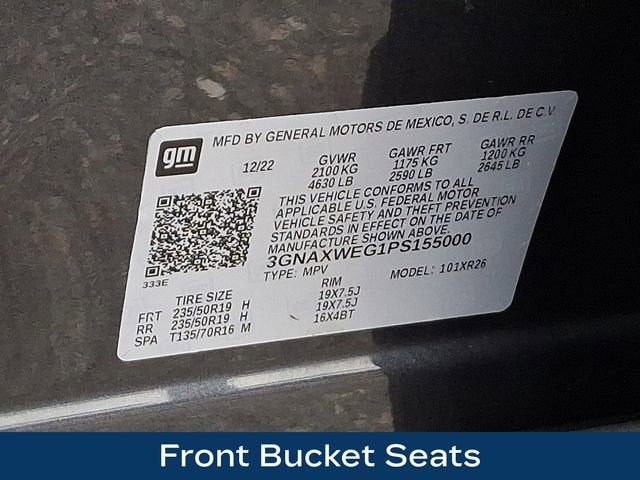 gm
MFD BY GENERAL MOTORS DE MEXICO, S. DE R.L. DE C.V.
12/22 GVWR GAWR FRT GAWR RR
2100 KG 1175 KG 1200 KG
4630 LB 2590 LB 2645 LB
THIS VEHICLE CONFORMS TO ALL
APPLICABLE U.S. FEDERAL MOTOR
VEHICLE SAFETY AND THEFT PREVENTION
STANDARDS IN EFFECT ON THE DATE OF
MANUFACTURE SHOWN ABOVE.
3GNAXWEG1PS155000
333E
TYPE: MPV MODEL: 101XR26
TIRE SIZE RIM
FRT 235/50R19 H 19X7.5J
RR 235/50R19 H 19X7.5J
SPA T135/70R16 M 16X4BT
Front Bucket Seats